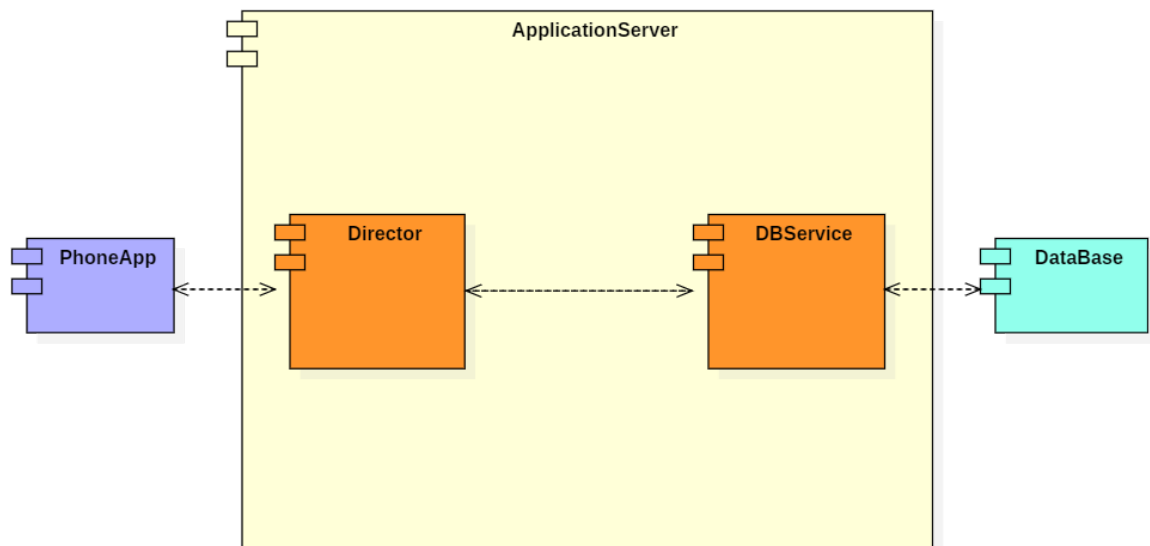 ApplicationServer
PhoneApp
Director
DBService
DataBase